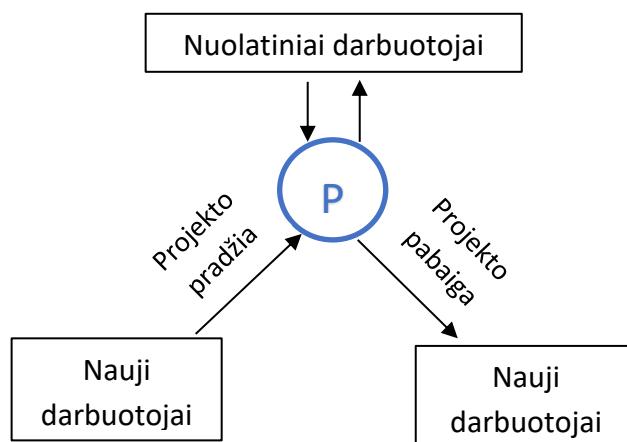 Nuolatiniai darbuotojai
P
Projekto
pradžia
Projekto
pabaiga
Nauji
darbuotojai
Nauji
darbuotojai